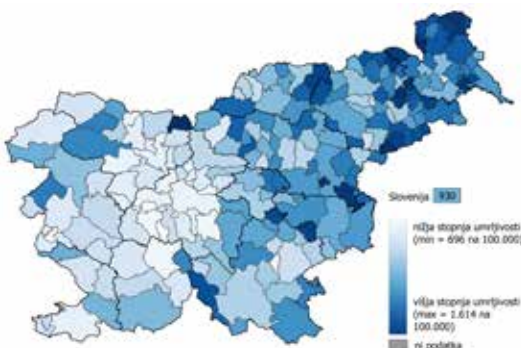 Slovenija 930
nižja stopnja umrljivosti
(min = 696 na 100.000)
višja stopnja umrljivosti
(max = 1.614 na
100.000)
ni podatka